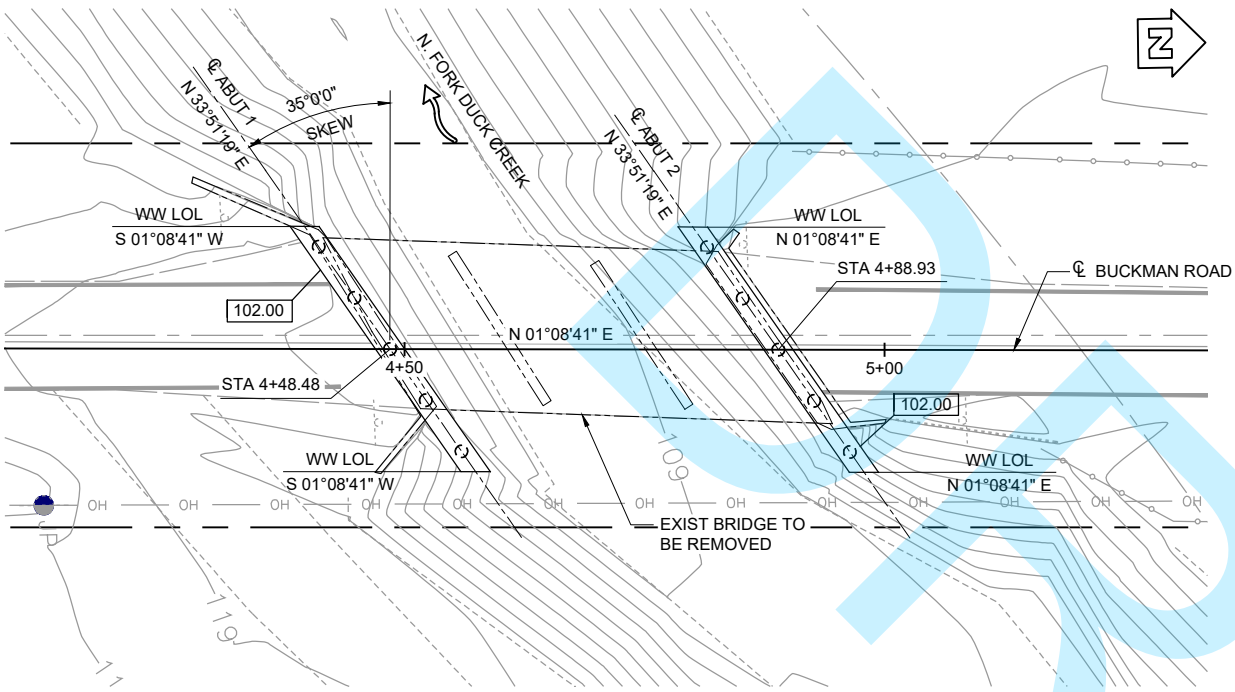 Z
℄ ABUT 1
N 33°51'19" E
35°0'0"
SKEW
N. FORK DUCK CREEK
℄ ABUT 2
N 33°51'19" E
WW LOL
S 01°08'41" W
WW LOL
N 01°08'41" E
STA 4+88.93
℄ BUCKMAN ROAD
102.00
N 01°08'41" E
4+50
5+00
STA 4+48.48
102.00
WW LOL
S 01°08'41" W
WW LOL
N 01°08'41" E
109
OH OH OH OH OH OH OH OH OH OH OH OH OH
EXIST BRIDGE TO
BE REMOVED
119
11